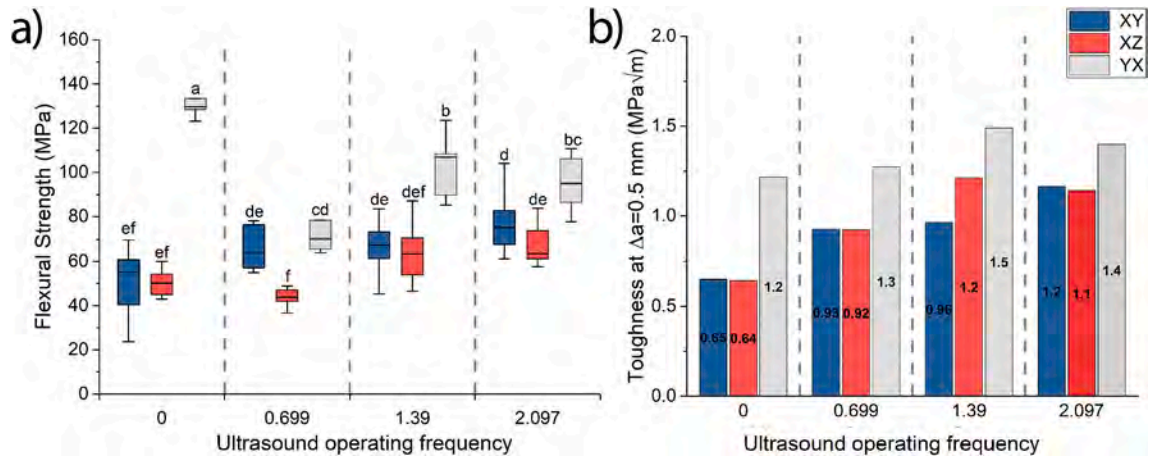 a)
Flexural Strength (MPa)
160
140
120
100
80
60
40
20
0
ef
ef
a
de
f
cd
de
def
b
d
de
bc
0 0.699 1.39 2.097
Ultrasound operating frequency
b)
XY
XZ
YX
Toughness at Δa=0.5 mm (MPa√m)
2.0
1.5
1.0
0.5
0.0
0.65
0.64
1.2
0.93
0.92
1.3
0.96
1.2
1.5
1.2
1.1
1.4
0 0.699 1.39 2.097
Ultrasound operating frequency